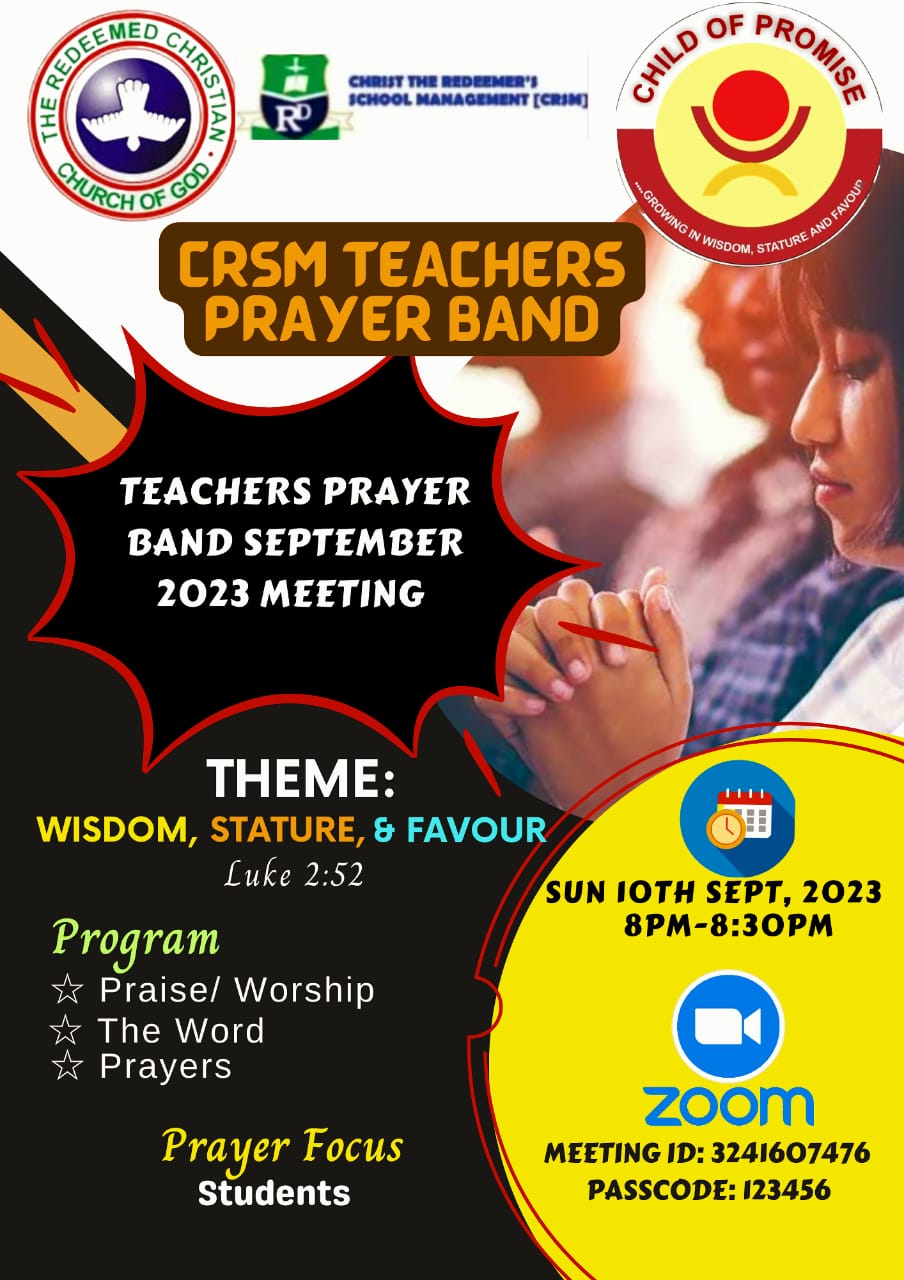 THE REDEEMED CHRISTIAN
CHURCH OF GOD
RD
CHRIST THE REDEEMER'S
SCHOOL MANAGEMENT [CRSM]
CHILD OF PROMISE
....GROWING IN WISDOM, STATURE AND FAVOUR
CRSM TEACHERS
PRAYER BAND
TEACHERS PRAYER
BAND SEPTEMBER
2023 MEETING
THEME:
WISDOM, STATURE, & FAVOUR
Luke 2:52
Program
☆ Praise/ Worship
☆ The Word
☆ Prayers
Prayer Focus
Students
SUN 10TH SEPT, 2023
8PM-8:30PM
zoom
MEETING ID: 3241607476
PASSCODE: 123456